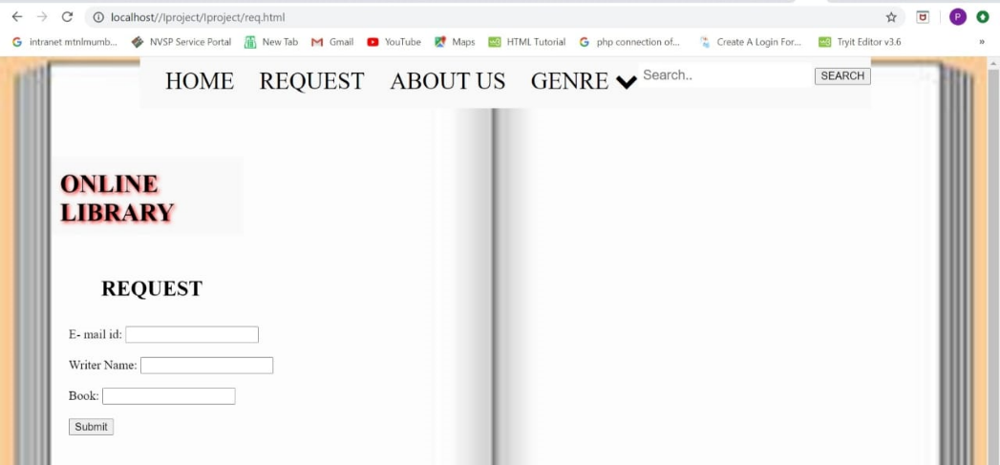 localhost//lproject/lproject/req.html
intranet mtnlmumb... NVSP Service Portal New Tab Gmail YouTube Maps HTML Tutorial php connection of... Create A Login For... Tryit Editor v3.6 »
HOME REQUEST ABOUT US GENRE Search.. SEARCH
ONLINE
LIBRARY
REQUEST
E- mail id:
Writer Name:
Book:
Submit